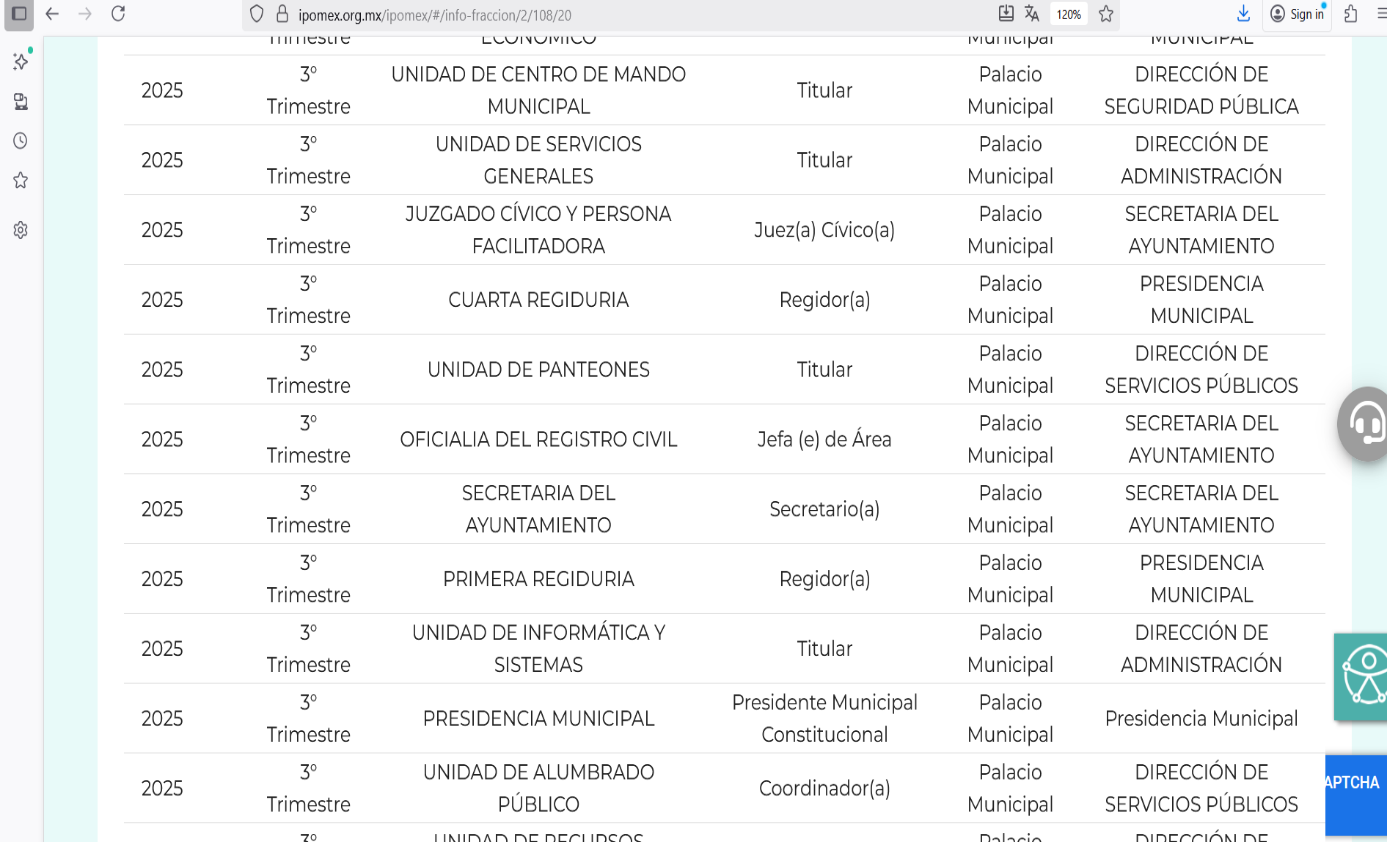 ipomex.org.mx/ipomex/#/info-fraccion/2/108/20
120%
Sign in
Trimestre ECONÓMICO Municipal MUNICIPAL
3º UNIDAD DE CENTRO DE MANDO Palacio DIRECCIÓN DE
2025 Titular
Trimestre MUNICIPAL Municipal SEGURIDAD PÚBLICA
3º UNIDAD DE SERVICIOS Palacio DIRECCIÓN DE
2025 Titular
Trimestre GENERALES Municipal ADMINISTRACIÓN
3º JUZGADO CÍVICO Y PERSONA Palacio SECRETARIA DEL
2025 Juez(a) Cívico(a)
Trimestre FACILITADORA Municipal AYUNTAMIENTO
3º Palacio PRESIDENCIA
2025 CUARTA REGIDURIA Regidor(a)
Trimestre Municipal MUNICIPAL
3º Palacio DIRECCIÓN DE
2025 UNIDAD DE PANTEONES Titular
Trimestre Municipal SERVICIOS PÚBLICOS
3º Palacio SECRETARIA DEL
2025 OFICIALIA DEL REGISTRO CIVIL Jefa (e) de Área
Trimestre Municipal AYUNTAMIENTO
3º SECRETARIA DEL Palacio SECRETARIA DEL
2025 Secretario(a)
Trimestre AYUNTAMIENTO Municipal AYUNTAMIENTO
3º Palacio PRESIDENCIA
2025 PRIMERA REGIDURIA Regidor(a)
Trimestre Municipal MUNICIPAL
3º UNIDAD DE INFORMÁTICA Y Palacio DIRECCIÓN DE
2025 Titular
Trimestre SISTEMAS Municipal ADMINISTRACIÓN
3º Presidente Municipal Palacio
2025 PRESIDENCIA MUNICIPAL Presidencia Municipal
Trimestre Constitucional Municipal
3º UNIDAD DE ALUMBRADO Palacio DIRECCIÓN DE
2025 Coordinador(a)
Trimestre PÚBLICO Municipal SERVICIOS PÚBLICOS
3º UNIDAD DE RECURSOS Palacio DIRECCIÓN DE
APTCHA